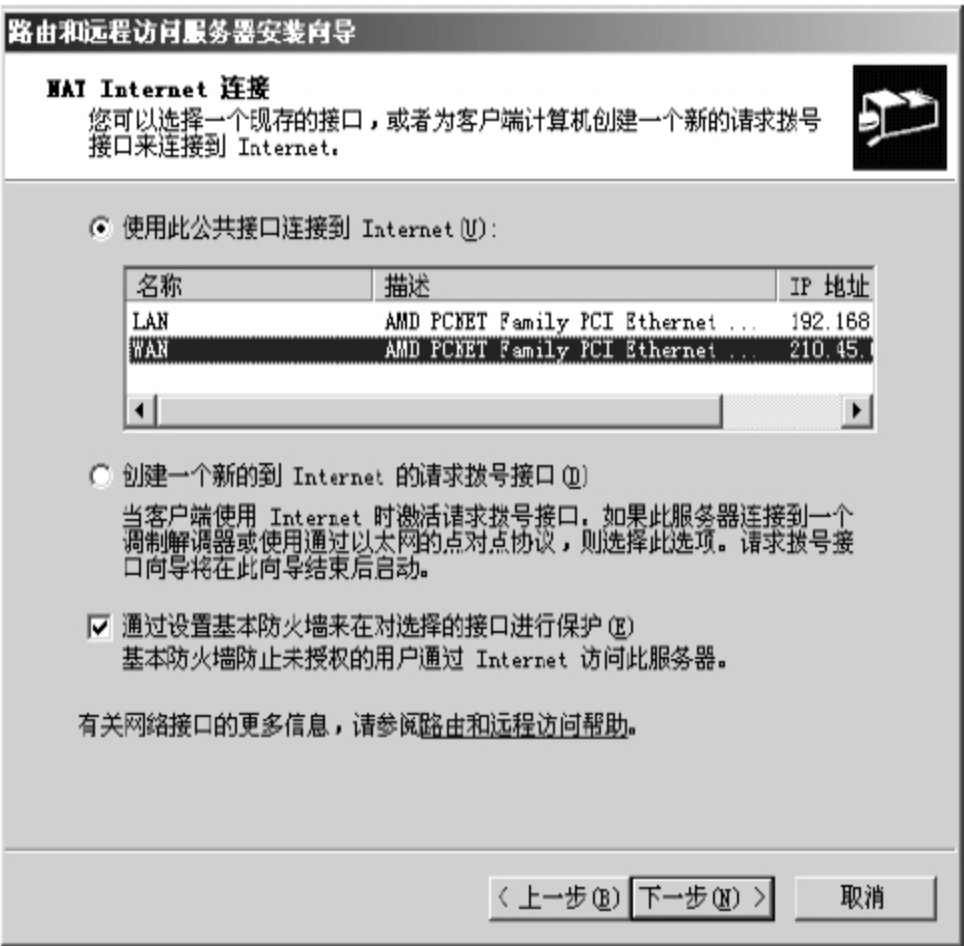 路由和远程访问服务器安装向导
NAT Internet 连接
您可以选择一个现存的接口，或者为客户端计算机创建一个新的请求拨号
接口来连接到 Internet.
使用此公共接口连接到 Internet(U):
名称 描述 IP 地址
LAN AMD PCNET Family PCI Ethernet ... 192.168
WAN AMD PCNET Family PCI Ethernet ... 210.45.
创建一个新的到 Internet 的请求拨号接口(D)
当客户端使用 Internet 时激活请求拨号接口. 如果此服务器连接到一个
调制解调器或使用通过以太网的点对点协议，则选择此选项。请求拨号接
口向导将在此向导结束后启动。
通过设置基本防火墙来在对选择的接口进行保护(E)
基本防火墙防止未授权的用户通过 Internet 访问此服务器。
有关网络接口的更多信息，请参阅路由和远程访问帮助。
< 上一步(B) 下一步(N) > 取消